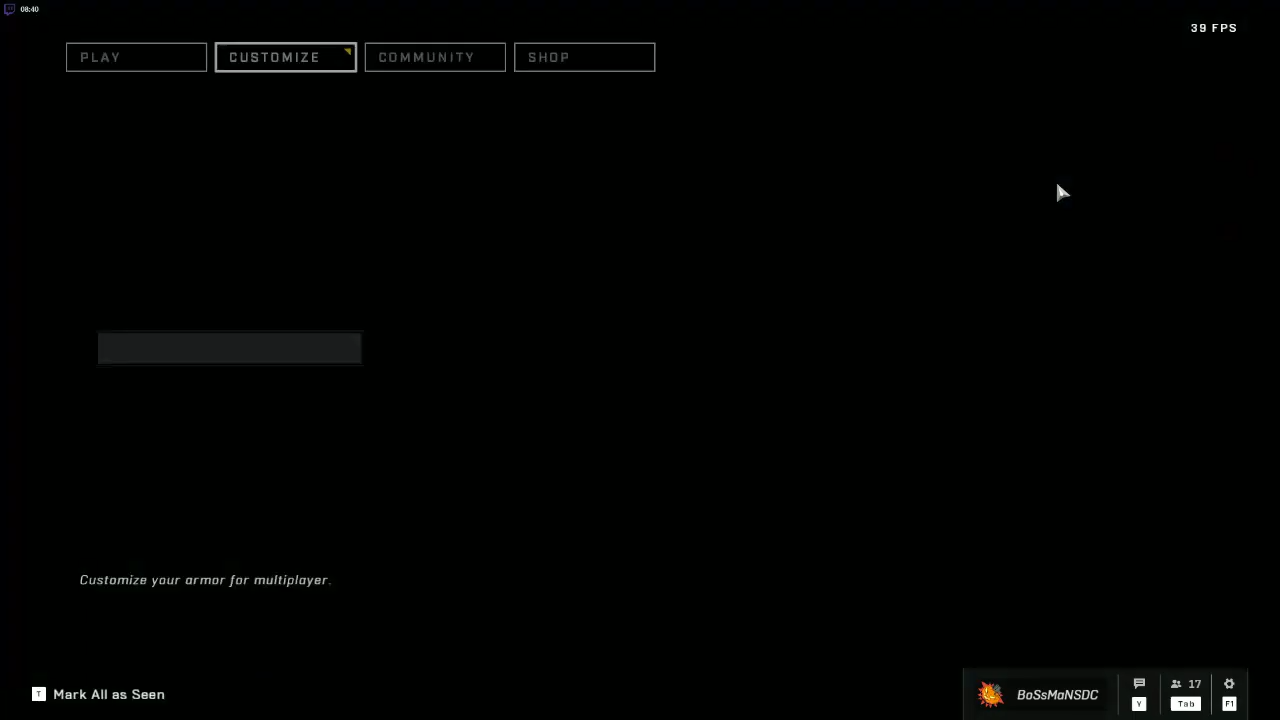 08:40
39 FPS
PLAY
CUSTOMIZE
COMMUNITY
SHOP
Customize your armor for multiplayer.
T Mark All as Seen
BaSsMaNSDC
17
Y
Tab
F1